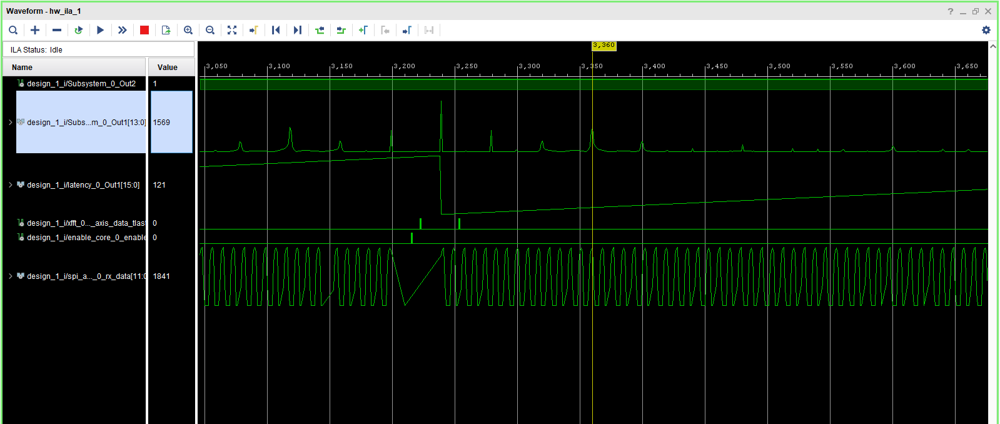 Waveform - hw_ila_1
ILA Status: Idle
Name Value
3,360
3,050 3,100 3,150 3,200 3,250 3,300 3,350 3,400 3,450 3,500 3,550 3,600 3,650
design_1_i/Subsystem_0_Out2 1
design_1_i/Subs...m_0_Out1[13:0] 1569
design_1_i/latency_0_Out1[15:0] 121
design_1_i/xfft_0..._axis_data_tlast 0
design_1_i/enable_core_0_enable 0
design_1_i/spi_a..._0_rx_data[11:0 1841